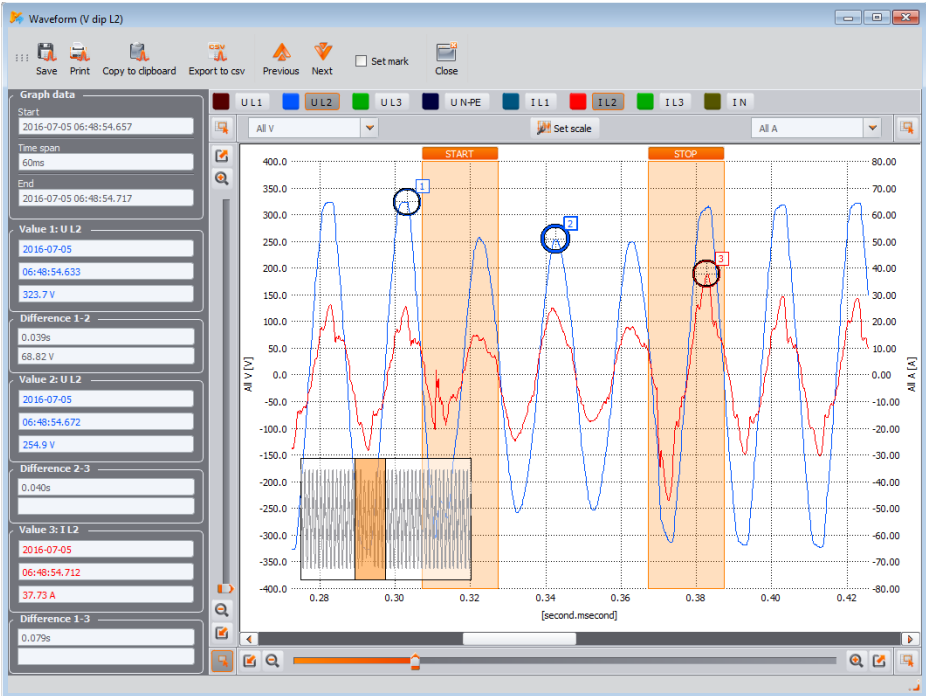 Waveform (V dip L2)
Save Print Copy to clipboard CSV Export to csv Previous Next Set mark Close
Graph data
Start
2016-07-05 06:48:54.657
Time span
60ms
End
2016-07-05 06:48:54.717
Value 1: U L2
2016-07-05
06:48:54.633
323.7 V
Difference 1-2
0.039s
68.82 V
Value 2: U L2
2016-07-05
06:48:54.672
254.9 V
Difference 2-3
0.040s
Value 3: I L2
2016-07-05
06:48:54.712
37.73 A
Difference 1-3
0.079s
U L1 U L2 U L3 U N-PE I L1 I L2 I L3 I N
All V Set scale All A
START STOP
1
2
3
400.0
350.0
300.0
250.0
200.0
150.0
100.0
50.0
0.0
-50.0
-100.0
-150.0
-200.0
-250.0
-300.0
-350.0
-400.0
All V [V]
80.00
70.00
60.00
50.00
40.00
30.00
20.00
10.00
0.00
-10.00
-20.00
-30.00
-40.00
-50.00
-60.00
-70.00
-80.00
All A [A]
0.28 0.30 0.32 0.34 0.36 0.38 0.40 0.42
[second.msecond]